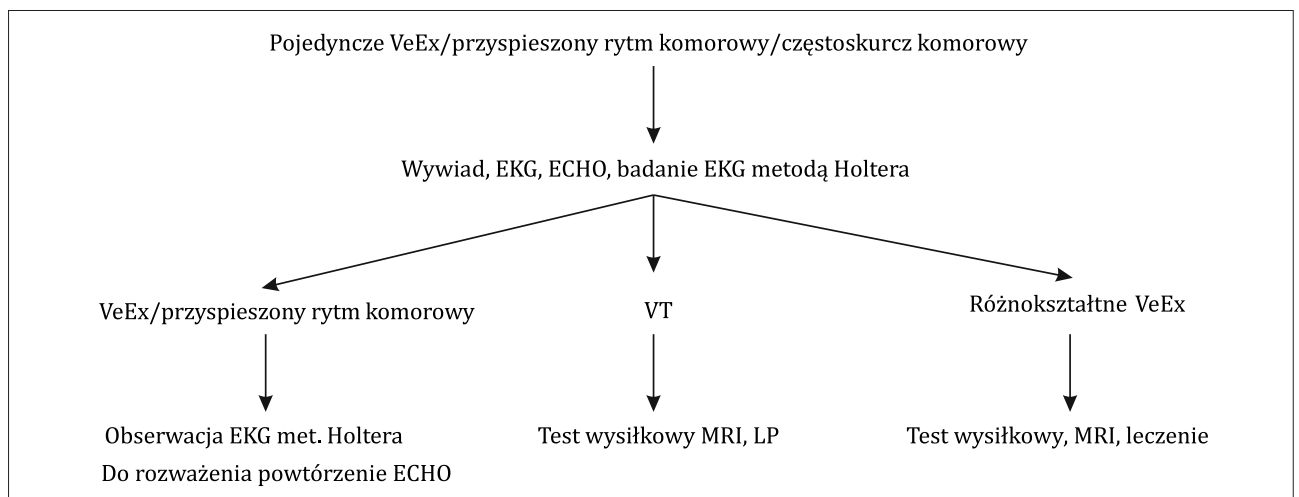 Pojedyncze VeEx/przyspieszony rytm komorowy/częstoskurcz komorowy
Wywiad, EKG, ECHO, badanie EKG metodą Holtera
VeEx/przyspieszony rytm komorowy
VT
Różnokształtne VeEx
Obserwacja EKG met. Holtera
Do rozważenia powtórzenie ECHO
Test wysiłkowy MRI, LP
Test wysiłkowy, MRI, leczenie